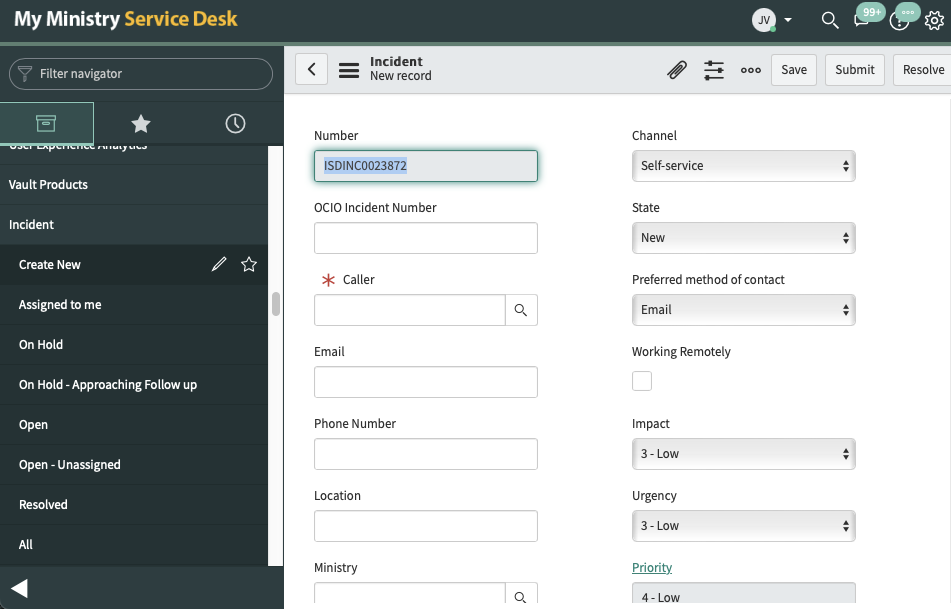 My Ministry Service Desk
JV
99+
Filter navigator
User Experience Analytics
Vault Products
Incident
Create New
Assigned to me
On Hold
On Hold - Approaching Follow up
Open
Open - Unassigned
Resolved
All
Incident
New record
Save
Submit
Resolve
Number
ISDINC0023872
OCIO Incident Number
Caller
Email
Phone Number
Location
Ministry
Channel
Self-service
State
New
Preferred method of contact
Email
Working Remotely
Impact
3 - Low
Urgency
3 - Low
Priority
4 - Low